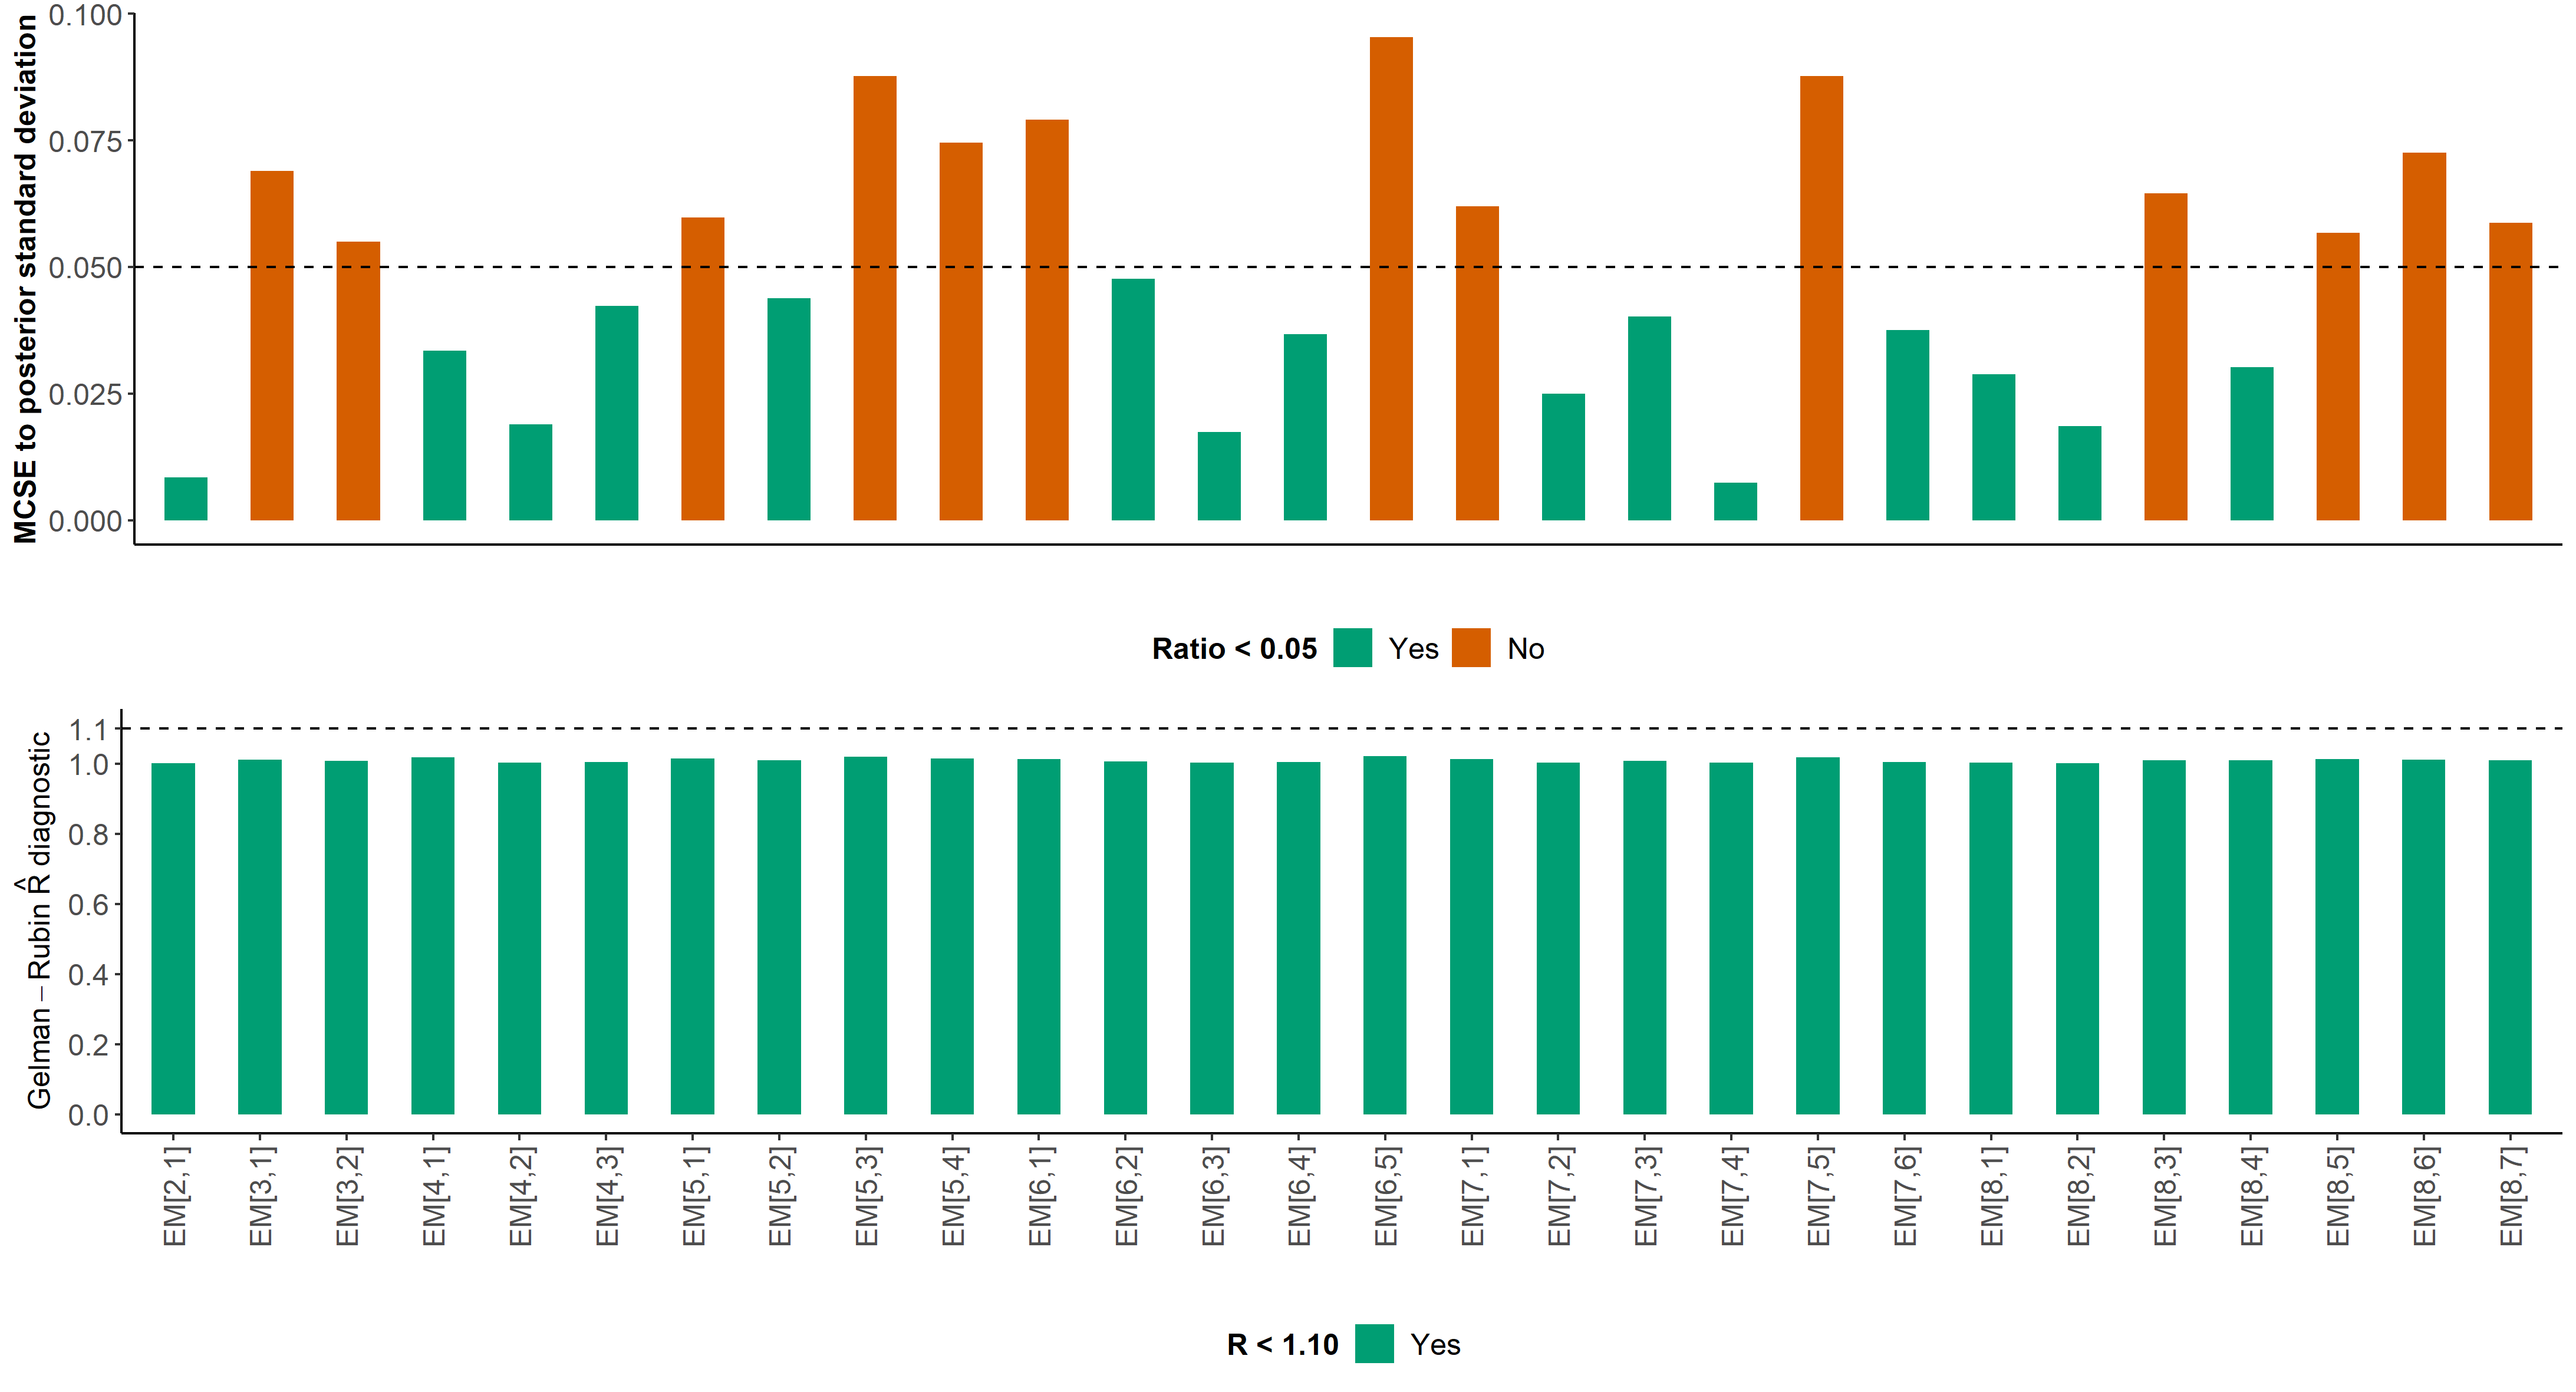 MCSE to posterior standard deviation
0.100
0.075
0.050
0.025
0.000
Ratio < 0.05 Yes No
Gelman – Rubin R̂ diagnostic
1.1
1.0
0.8
0.6
0.4
0.2
0.0
EM[2,1]
EM[3,1]
EM[3,2]
EM[4,1]
EM[4,2]
EM[4,3]
EM[5,1]
EM[5,2]
EM[5,3]
EM[5,4]
EM[6,1]
EM[6,2]
EM[6,3]
EM[6,4]
EM[6,5]
EM[7,1]
EM[7,2]
EM[7,3]
EM[7,4]
EM[7,5]
EM[7,6]
EM[8,1]
EM[8,2]
EM[8,3]
EM[8,4]
EM[8,5]
EM[8,6]
EM[8,7]
R < 1.10 Yes